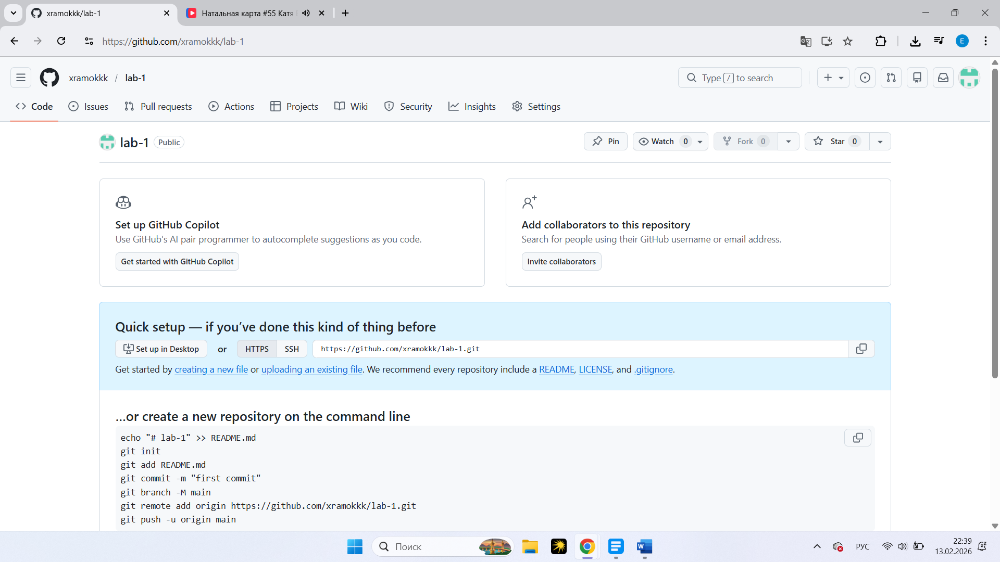 xramokkk/lab-1
Натальная карта #55 Катя
https://github.com/xramokkk/lab-1
E
xramokkk / lab-1
Type / to search
Code
Issues
Pull requests
Actions
Projects
Wiki
Security
Insights
Settings
lab-1 Public
Pin
Watch 0
Fork 0
Star 0
Set up GitHub Copilot
Use GitHub's AI pair programmer to autocomplete suggestions as you code.
Get started with GitHub Copilot
Add collaborators to this repository
Search for people using their GitHub username or email address.
Invite collaborators
Quick setup — if you’ve done this kind of thing before
Set up in Desktop or HTTPS SSH https://github.com/xramokkk/lab-1.git
Get started by creating a new file or uploading an existing file. We recommend every repository include a README, LICENSE, and .gitignore.
…or create a new repository on the command line
echo "# lab-1" >> README.md
git init
git add README.md
git commit -m "first commit"
git branch -M main
git remote add origin https://github.com/xramokkk/lab-1.git
git push -u origin main
Поиск
РУС
22:39
13.02.2026